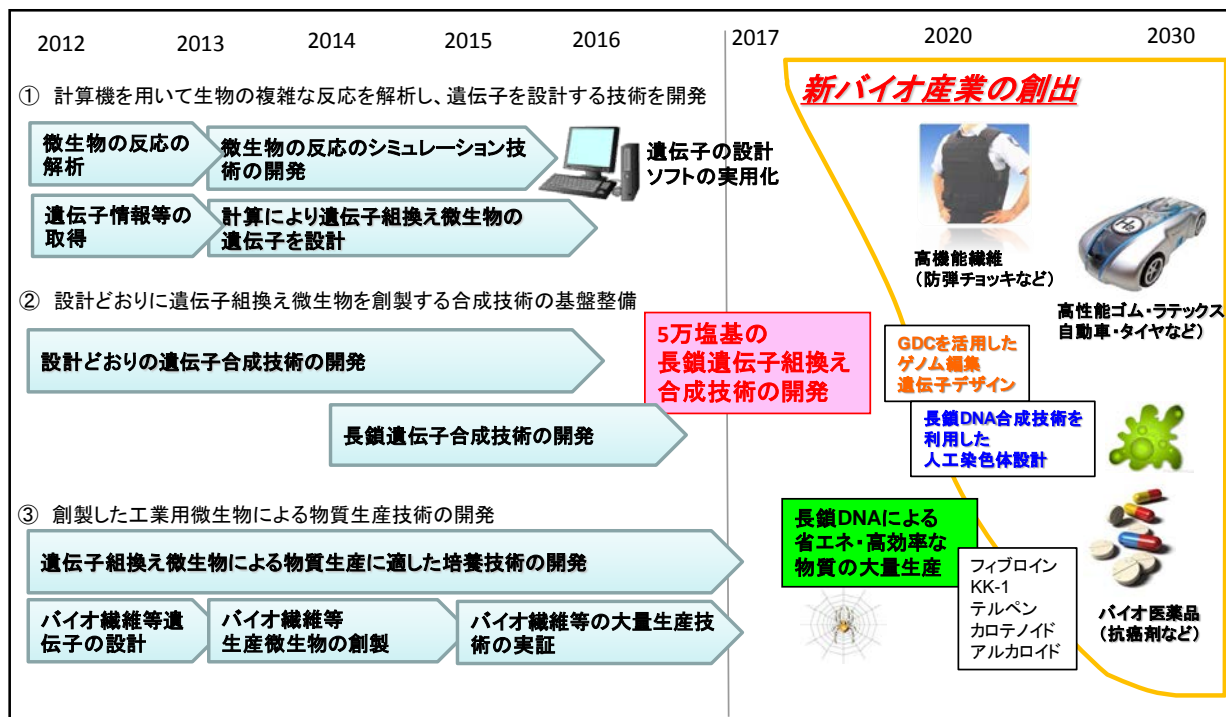 2012
2013
2014
2015
2016
2017
2020
2030
① 計算機を用いて生物の複雑な反応を解析し、遺伝子を設計する技術を開発
新バイオ産業の創出
微生物の反応の
解析
微生物の反応のシミュレーション技
術の開発
遺伝子の設計
ソフトの実用化
遺伝子情報等の
取得
計算により遺伝子組換え微生物の
遺伝子を設計
高機能繊維
（防弾チョッキなど）
高性能ゴム・ラテックス
自動車・タイヤなど）
② 設計どおりに遺伝子組換え微生物を創製する合成技術の基盤整備
設計どおりの遺伝子合成技術の開発
5万塩基の
長鎖遺伝子組換え
合成技術の開発
GDCを活用した
ゲノム編集
遺伝子デザイン
長鎖遺伝子合成技術の開発
長鎖DNA合成技術を
利用した
人工染色体設計
③ 創製した工業用微生物による物質生産技術の開発
遺伝子組換え微生物による物質生産に適した培養技術の開発
長鎖DNAによる
省エネ・高効率な
物質の大量生産
フィブロイン
KK-1
テルペン
カロテノイド
アルカロイド
バイオ繊維等遺
伝子の設計
バイオ繊維等
生産微生物の創製
バイオ繊維等の大量生産技
術の実証
バイオ医薬品
（抗癌剤など）